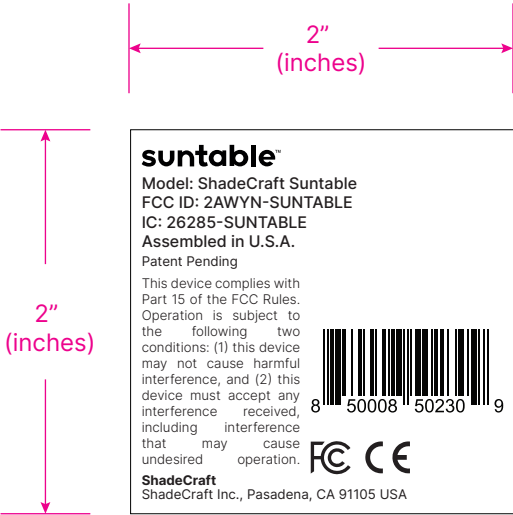 2”
(inches)
2”
(inches)
suntable™
Model: ShadeCraft Suntable
FCC ID: 2AWYN-SUNTABLE
IC: 26285-SUNTABLE
Assembled in U.S.A.
Patent Pending
This device complies with
Part 15 of the FCC Rules.
Operation is subject to
the following two
conditions: (1) this device
may not cause harmful
interference, and (2) this
device must accept any
interference received,
including interference
that may cause
undesired operation.
8 50008 50230 9
FC CE
ShadeCraft
ShadeCraft Inc., Pasadena, CA 91105 USA